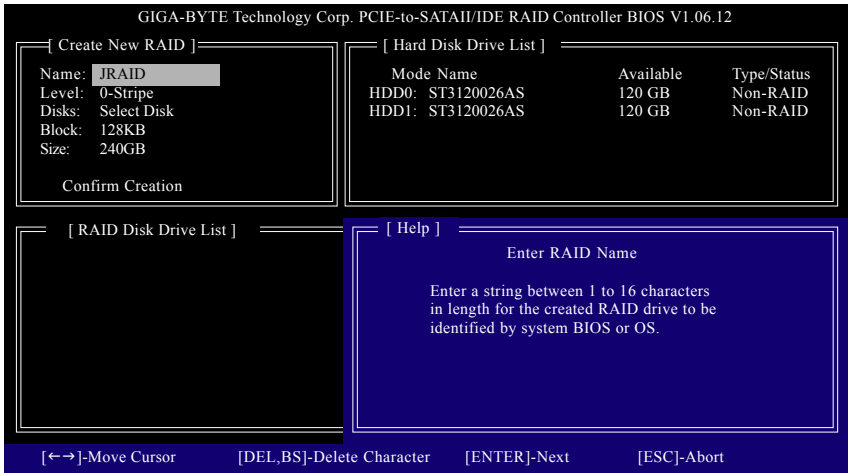 GIGA-BYTE Technology Corp. PCIE-to-SATAII/IDE RAID Controller BIOS V1.06.12
[ Create New RAID ]
Name: JRAID
Level: 0-Stripe
Disks: Select Disk
Block: 128KB
Size: 240GB
Confirm Creation
[ Hard Disk Drive List ]
Mode Name Available Type/Status
HDD0: ST3120026AS 120 GB Non-RAID
HDD1: ST3120026AS 120 GB Non-RAID
[ RAID Disk Drive List ]
[ Help ]
Enter RAID Name
Enter a string between 1 to 16 characters
in length for the created RAID drive to be
identified by system BIOS or OS.
[←→]-Move Cursor [DEL,BS]-Delete Character [ENTER]-Next [ESC]-Abort